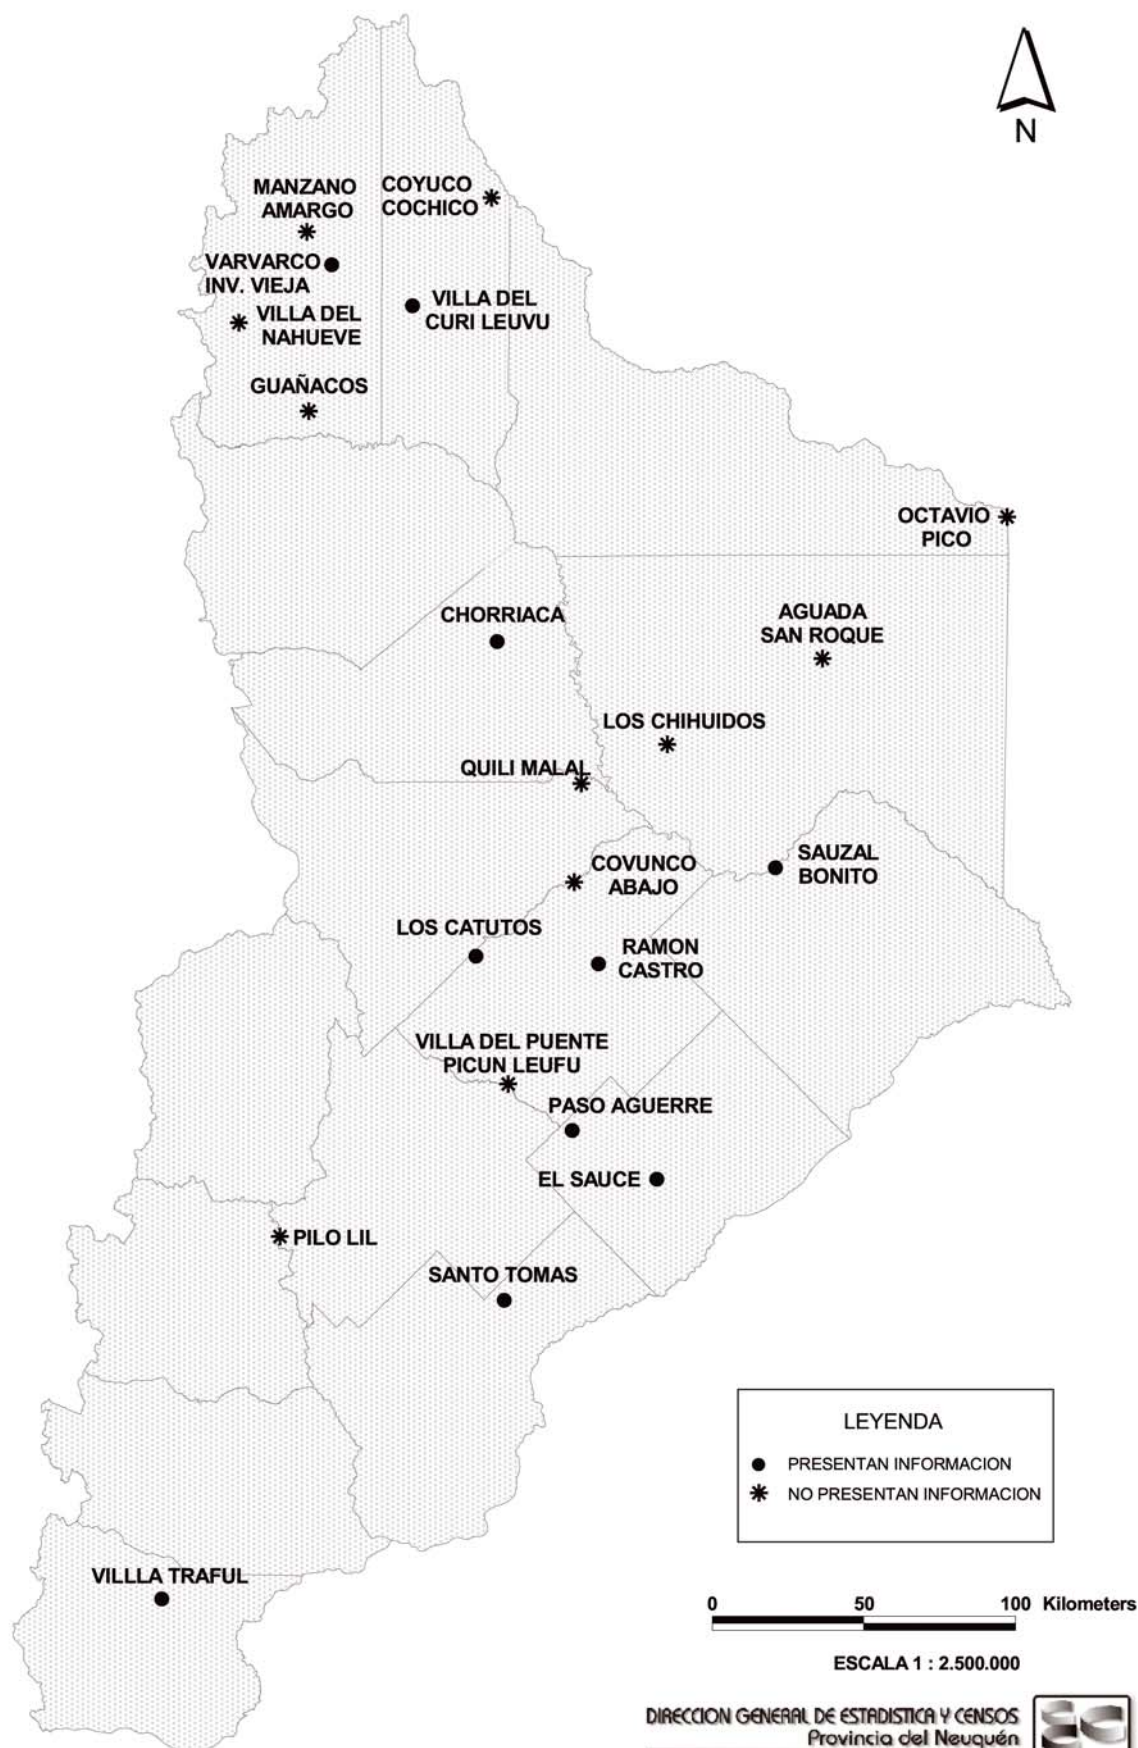 N
MANZANO
AMARGO
COYUCO
COCHICO
VARVARCO
INV. VIEJA
VILLA DEL
CURI LEUVU
VILLA DEL
NAHUEVE
GUAÑACOS
OCTAVIO
PICO
CHORRIACA
AGUADA
SAN ROQUE
LOS CHIHUIDOS
QUILI MALAL
SAUZAL
BONITO
COVUNCO
ABAJO
LOS CATUTOS
RAMON
CASTRO
VILLA DEL PUENTE
PICUN LEUFU
PASO AGUERRE
EL SAUCE
PILO LIL
SANTO TOMAS
VILLLA TRAFUL
LEYENDA
PRESENTAN INFORMACION
NO PRESENTAN INFORMACION
0 50 100 Kilometers
ESCALA 1 : 2.500.000
DIRECCION GENERAL DE ESTADISTICA Y CENSOS
Provincia del Neuquén